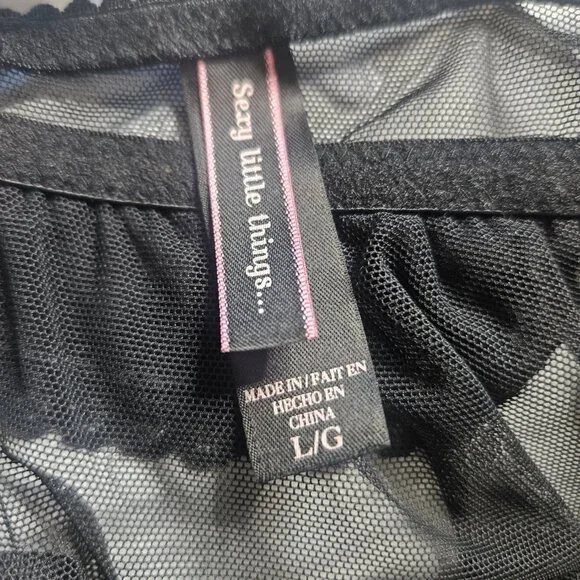 Sexy little things...
MADE IN / FAIT EN
HECHO EN
CHINA
L/G